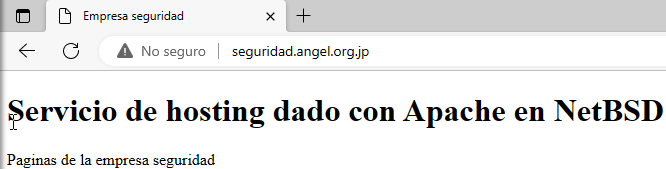 Empresa seguridad
No seguro | seguridad.angel.org.jp
Servicio de hosting dado con Apache en NetBSD
Paginas de la empresa seguridad